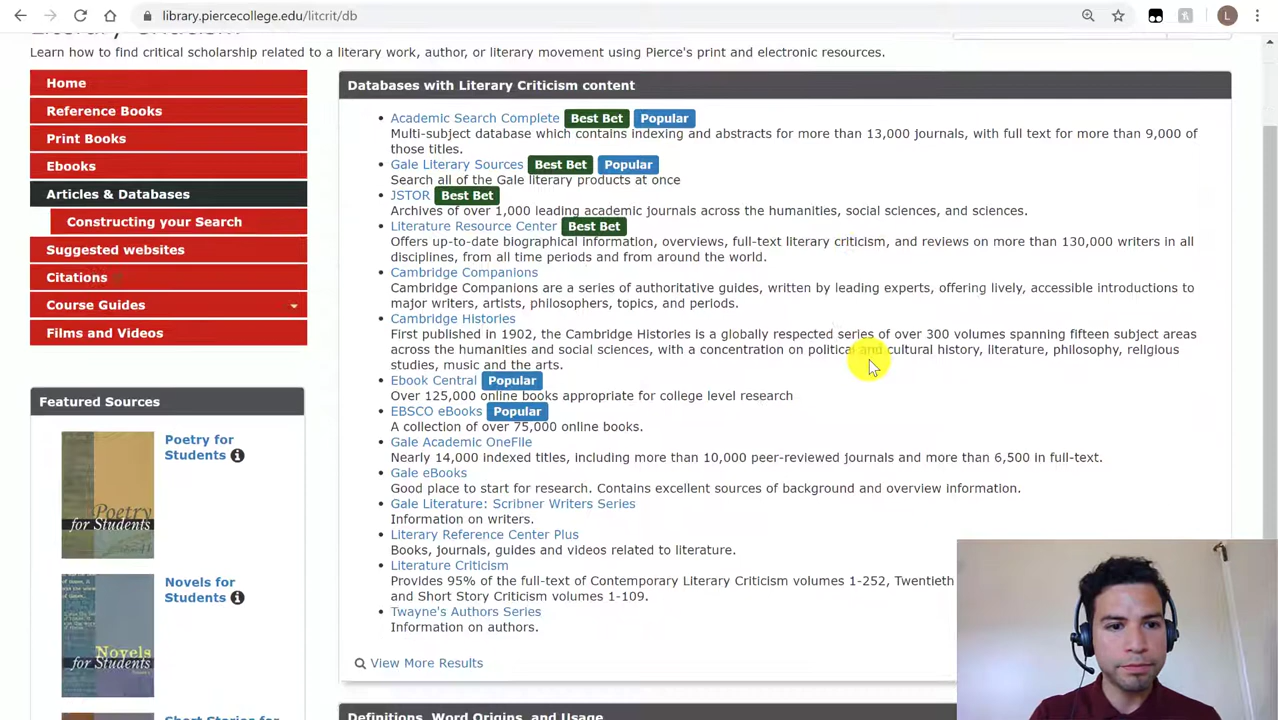 library.piercecollege.edu/litcrit/db
L
Learn how to find critical scholarship related to a literary work, author, or literary movement using Pierce's print and electronic resources.
Home
Reference Books
Print Books
Ebooks
Articles & Databases
Constructing your Search
Suggested websites
Citations
Course Guides
Films and Videos
Featured Sources
Poetry for Students
Poetry for Students
Novels for Students
Novels for Students
Databases with Literary Criticism content
Academic Search Complete Best Bet Popular
Multi-subject database which contains indexing and abstracts for more than 13,000 journals, with full text for more than 9,000 of
those titles.
Gale Literary Sources Best Bet Popular
Search all of the Gale literary products at once
JSTOR Best Bet
Archives of over 1,000 leading academic journals across the humanities, social sciences, and sciences.
Literature Resource Center Best Bet
Offers up-to-date biographical information, overviews, full-text literary criticism, and reviews on more than 130,000 writers in all
disciplines, from all time periods and from around the world.
Cambridge Companions
Cambridge Companions are a series of authoritative guides, written by leading experts, offering lively, accessible introductions to
major writers, artists, philosophers, topics, and periods.
Cambridge Histories
First published in 1902, the Cambridge Histories is a globally respected series of over 300 volumes spanning fifteen subject areas
across the humanities and social sciences, with a concentration on political and cultural history, literature, philosophy, religious
studies, music and the arts.
Ebook Central Popular
Over 125,000 online books appropriate for college level research
EBSCO eBooks Popular
A collection of over 75,000 online books.
Gale Academic OneFile
Nearly 14,000 indexed titles, including more than 10,000 peer-reviewed journals and more than 6,500 in full-text.
Gale eBooks
Good place to start for research. Contains excellent sources of background and overview information.
Gale Literature: Scribner Writers Series
Information on writers.
Literary Reference Center Plus
Books, journals, guides and videos related to literature.
Literature Criticism
Provides 95% of the full-text of Contemporary Literary Criticism volumes 1-252, Twentieth
and Short Story Criticism volumes 1-109.
Twayne's Authors Series
Information on authors.
View More Results
Definitions, Word Origins, and Usage